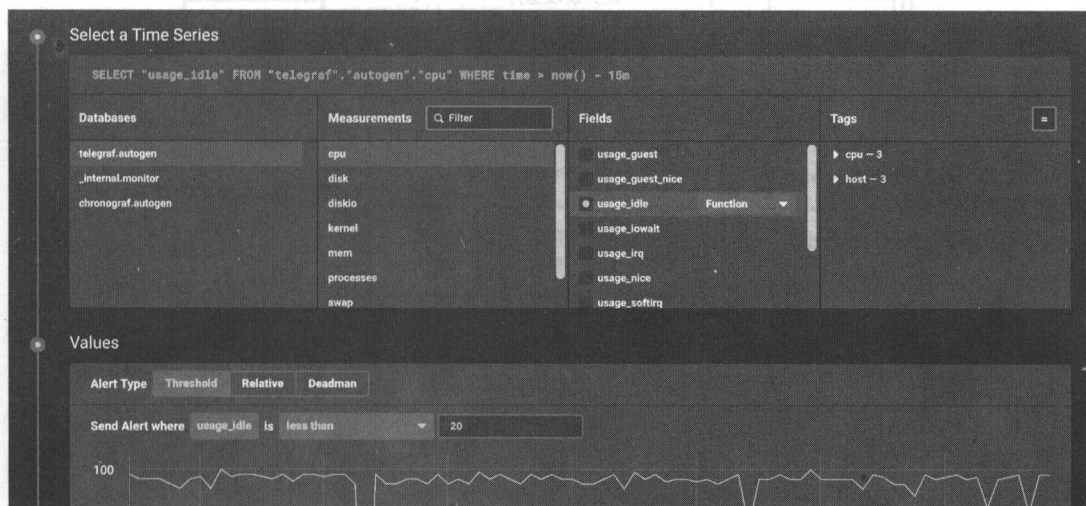 Select a Time Series
SELECT "usage_idle" FROM "telegraf"."autogen"."cpu" WHERE time > now() - 15m
Databases
telegraf.autogen
_internal.monitor
chronograf.autogen
Measurements Filter
cpu
disk
diskio
kernel
mem
processes
swap
Fields
usage_guest
usage_guest_nice
usage_idle Function
usage_iowait
usage_irq
usage_nice
usage_softirq
Tags =
cpu — 3
host — 3
Values
Alert Type Threshold Relative Deadman
Send Alert where usage_idle is less than 20
100